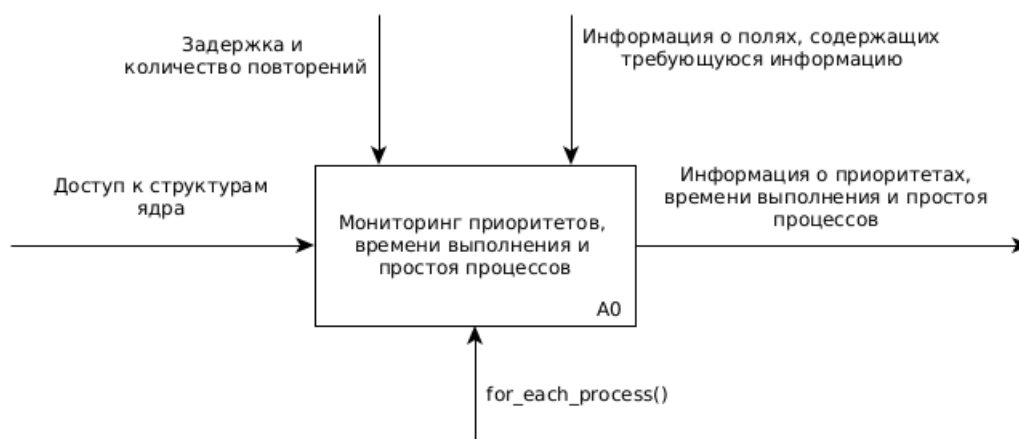 Задержка и
количество повторений
Информация о полях, содержащих
требующуюся информацию
Доступ к структурам
ядра
Мониторинг приоритетов,
времени выполнения и
простоя процессов
A0
Информация о приоритетах,
времени выполнения и простоя
процессов
for_each_process()